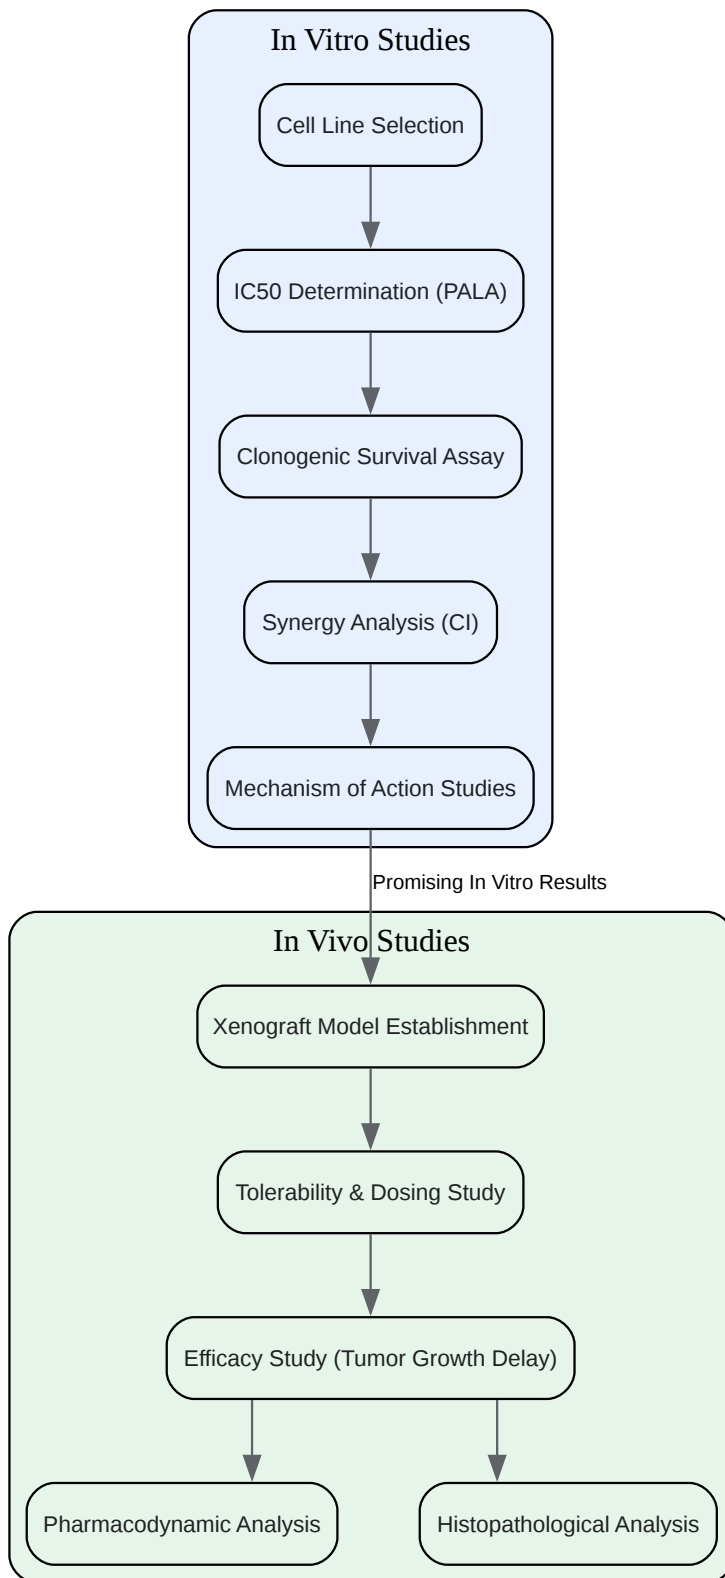 In Vitro Studies
Cell Line Selection
IC50 Determination (PALA)
Clonogenic Survival Assay
Synergy Analysis (CI)
Mechanism of Action Studies
Promising In Vitro Results
In Vivo Studies
Xenograft Model Establishment
Tolerability & Dosing Study
Efficacy Study (Tumor Growth Delay)
Pharmacodynamic Analysis
Histopathological Analysis